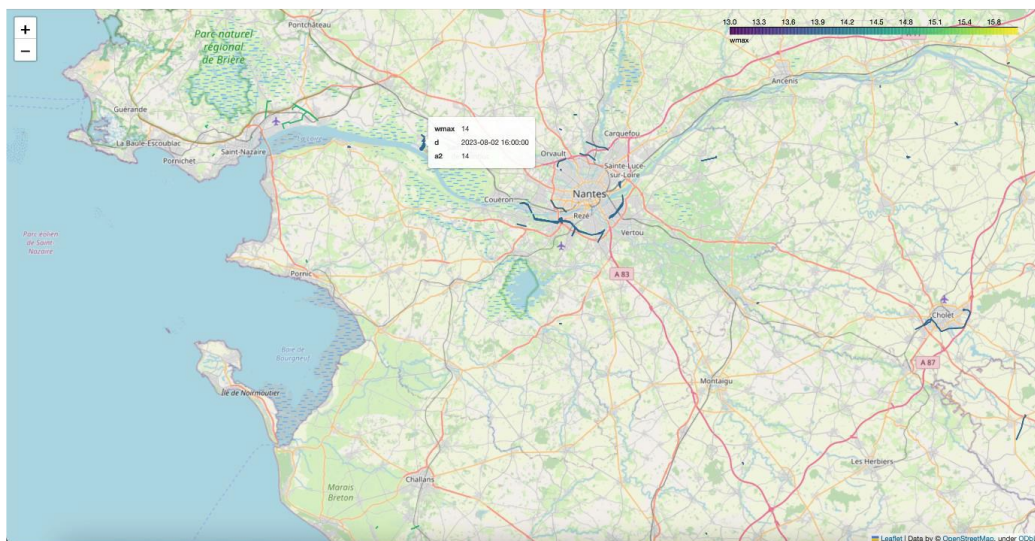 +
−
Pontchâteau
Parc naturel
régional
de Brière
13.0 13.3 13.6 13.9 14.2 14.5 14.8 15.1 15.4 15.8
wmax
Ancenis
Guérande
La Baule-Escoublac
Pornichet
Saint-Nazaire
wmax 14
d 2023-08-02 16:00:00
a2 14
Carquefou
Orvault
Sainte-Luce-
sur-Loire
Nantes
Couëron
Rezé
Vertou
Parc éolien
de Saint
Nazaire
Pornic
A 83
Cholet
A 87
Baie de
Bourgneuf
Île de Noirmoutier
Montaigu
Les Herbiers
Marais
Breton
Challans
Leaflet | Data by © OpenStreetMap, under ODbL